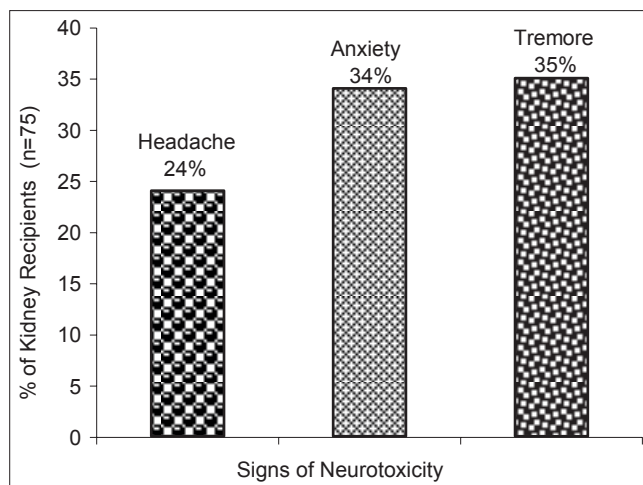 40
35
30
25
20
15
10
5
0
% of Kidney Recipients (n=75)
Headache
24%
Anxiety
34%
Tremore
35%
Signs of Neurotoxicity